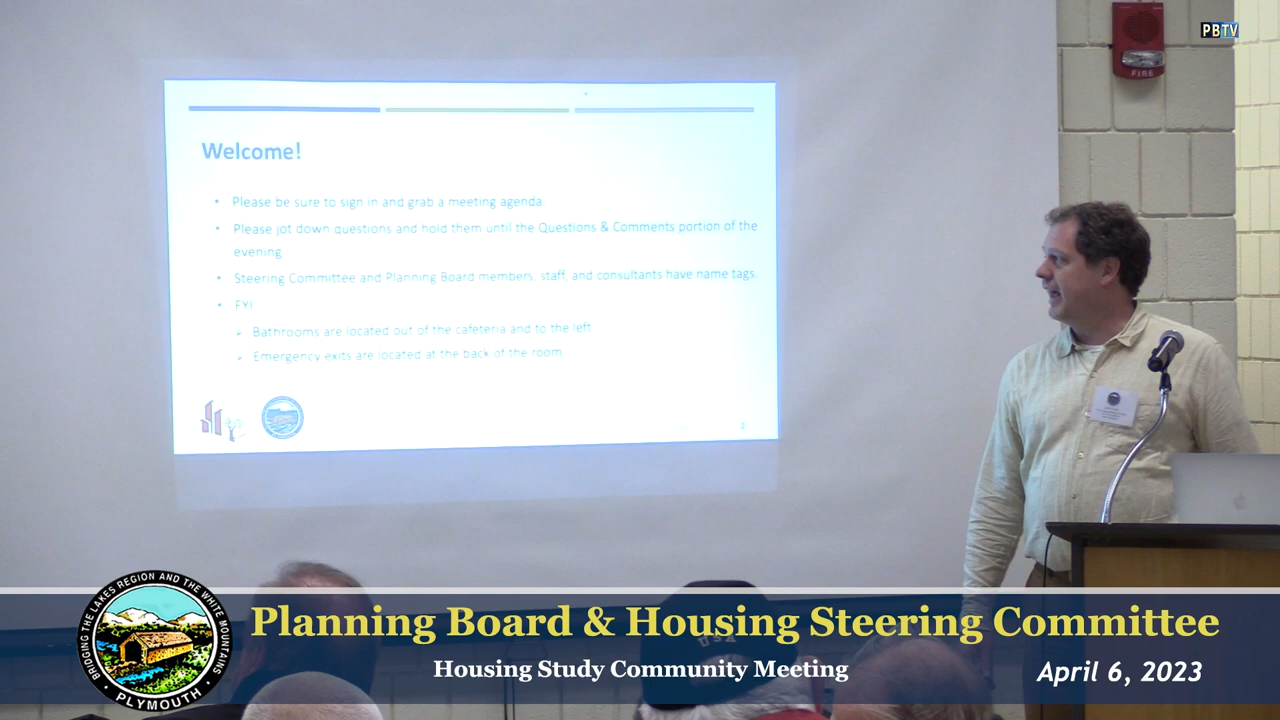 PBTV
FIRE
Welcome!
• Please be sure to sign in and grab a meeting agenda.
• Please jot down questions and hold them until the Questions & Comments portion of the
evening
• Steering Committee and Planning Board members, staff, and consultants have name tags.
• FYI
Bathrooms are located out of the cafeteria and to the left
Emergency exits are located at the back of the room.
2
USA
BRIDGING THE LAKES REGION AND THE WHITE MOUNTAINS
• PLYMOUTH •
Planning Board & Housing Steering Committee
Housing Study Community Meeting
April 6, 2023